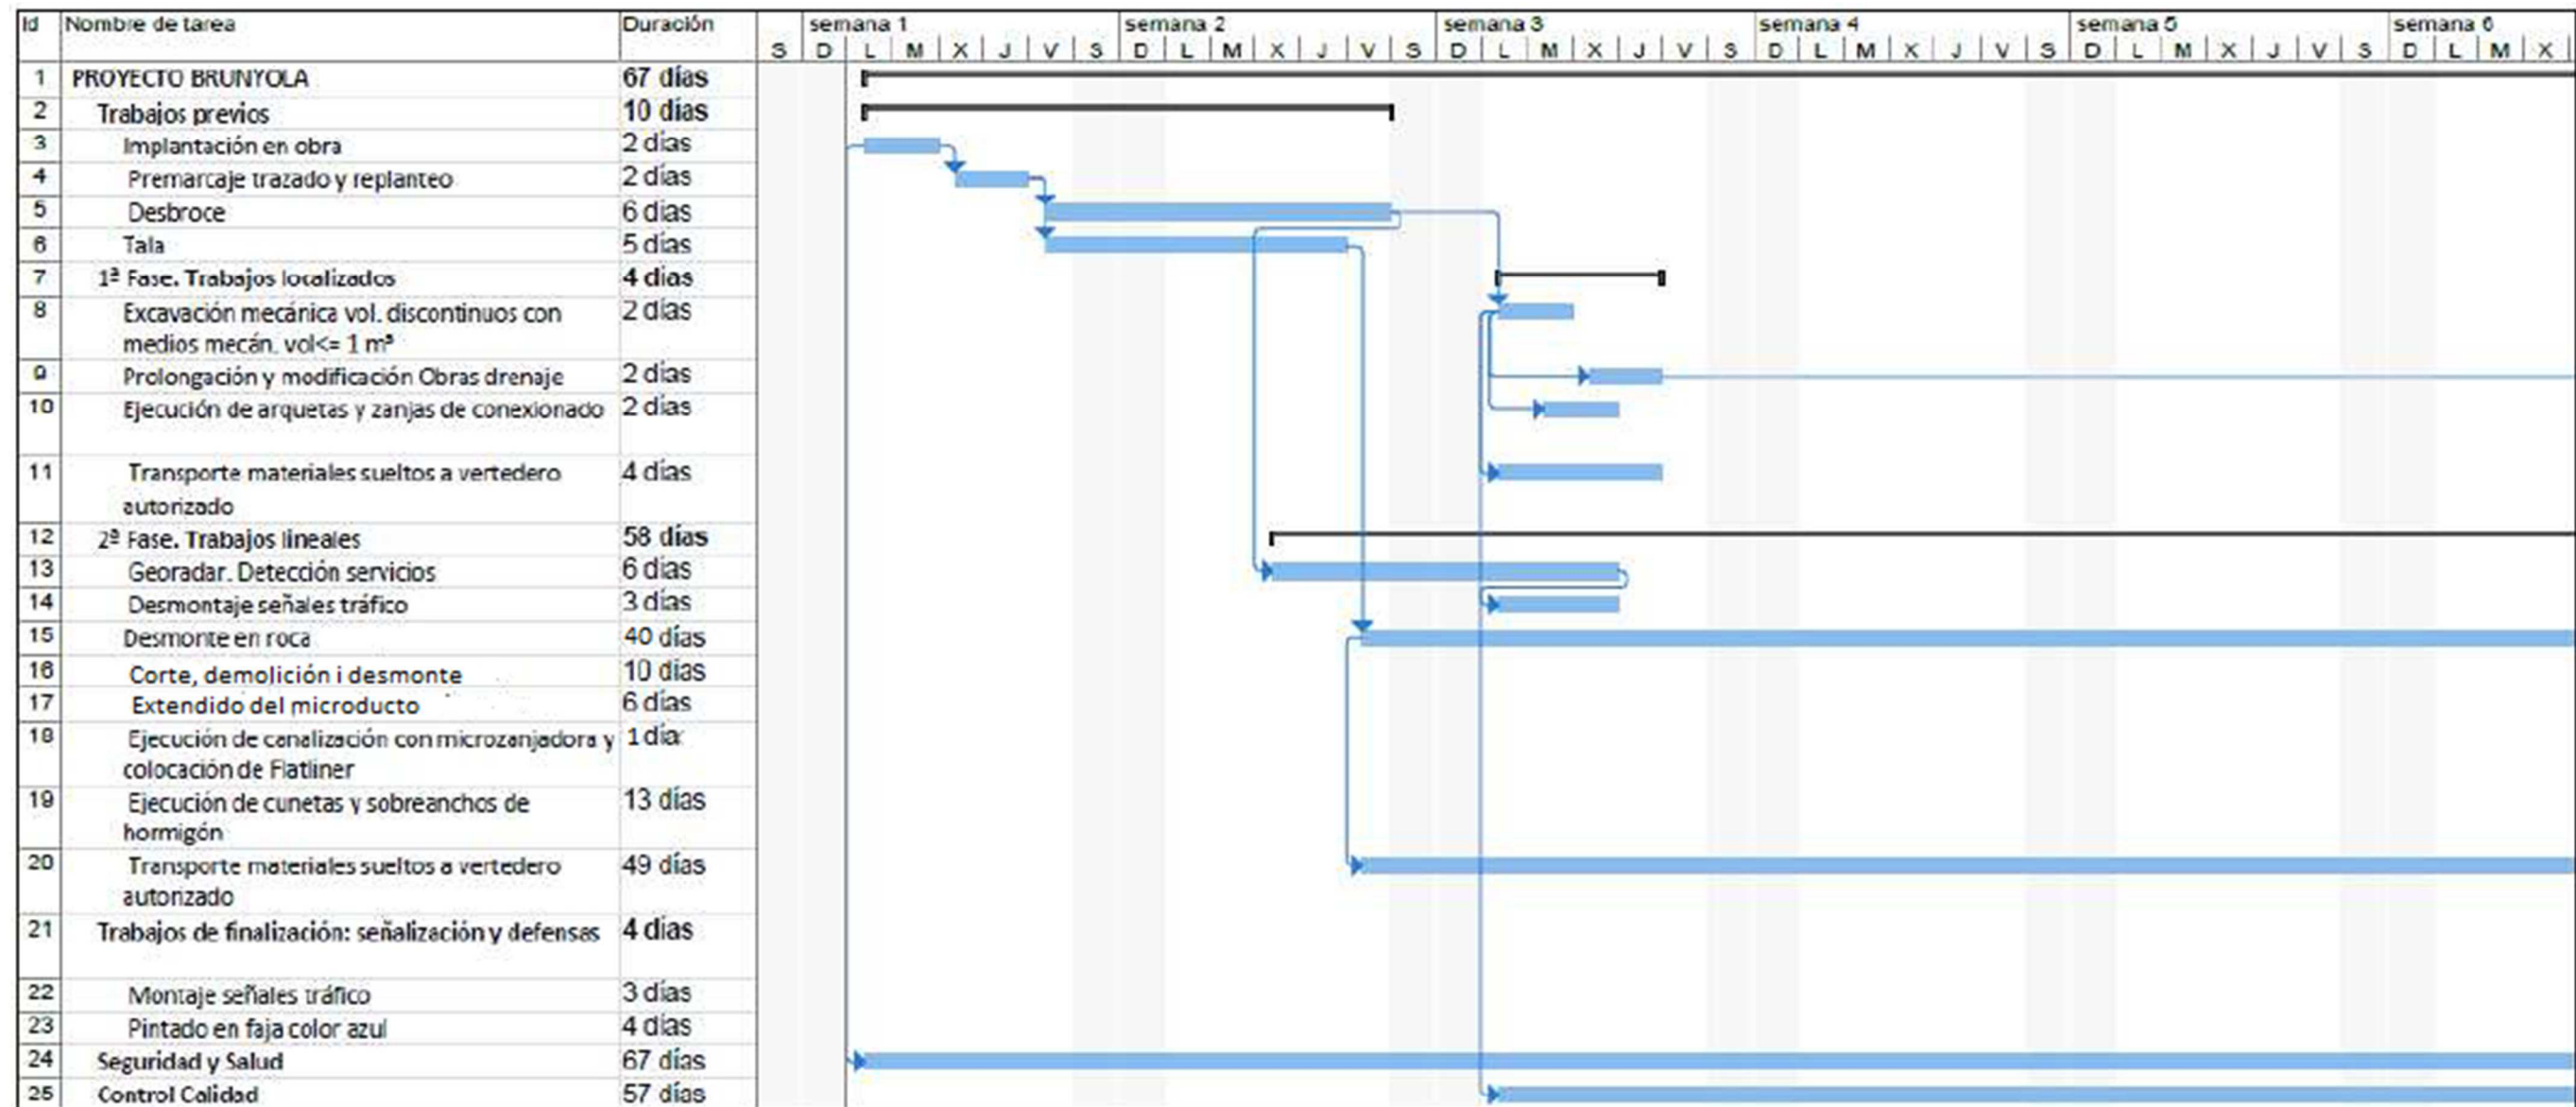 Id Nombre de tarea Duración semana 1 semana 2 semana 3 semana 4 semana 5 semana 6
S D L M X J V S D L M X J V S D L M X J V S D L M X J V S D L M X J V S D L M X
1 PROYECTO BRUNYOLA 67 días
2 Trabajos previos 10 días
3 Implantación en obra 2 días
4 Premarcaje trazado y replanteo 2 días
5 Desbroce 6 días
6 Tala 5 días
7 1ª Fase. Trabajos localizados 4 días
8 Excavación mecánica vol. discontinuos con 2 días
medios mecán. vol<= 1 m³
9 Prolongación y modificación Obras drenaje 2 días
10 Ejecución de arquetas y zanjas de conexionado 2 días
11 Transporte materiales sueltos a vertedero 4 días
autorizado
12 2ª Fase. Trabajos lineales 58 días
13 Georadar. Detección servicios 6 días
14 Desmontaje señales tráfico 3 días
15 Desmonte en roca 40 días
16 Corte, demolición i desmonte 10 días
17 Extendido del microducto 6 días
18 Ejecución de canalización con microzanjadora y 1 día
colocación de Flatliner
19 Ejecución de cunetas y sobreanchos de 13 días
hormigón
20 Transporte materiales sueltos a vertedero 49 días
autorizado
21 Trabajos de finalización: señalización y defensas 4 días
22 Montaje señales tráfico 3 días
23 Pintado en faja color azul 4 días
24 Seguridad y Salud 67 días
25 Control Calidad 57 días